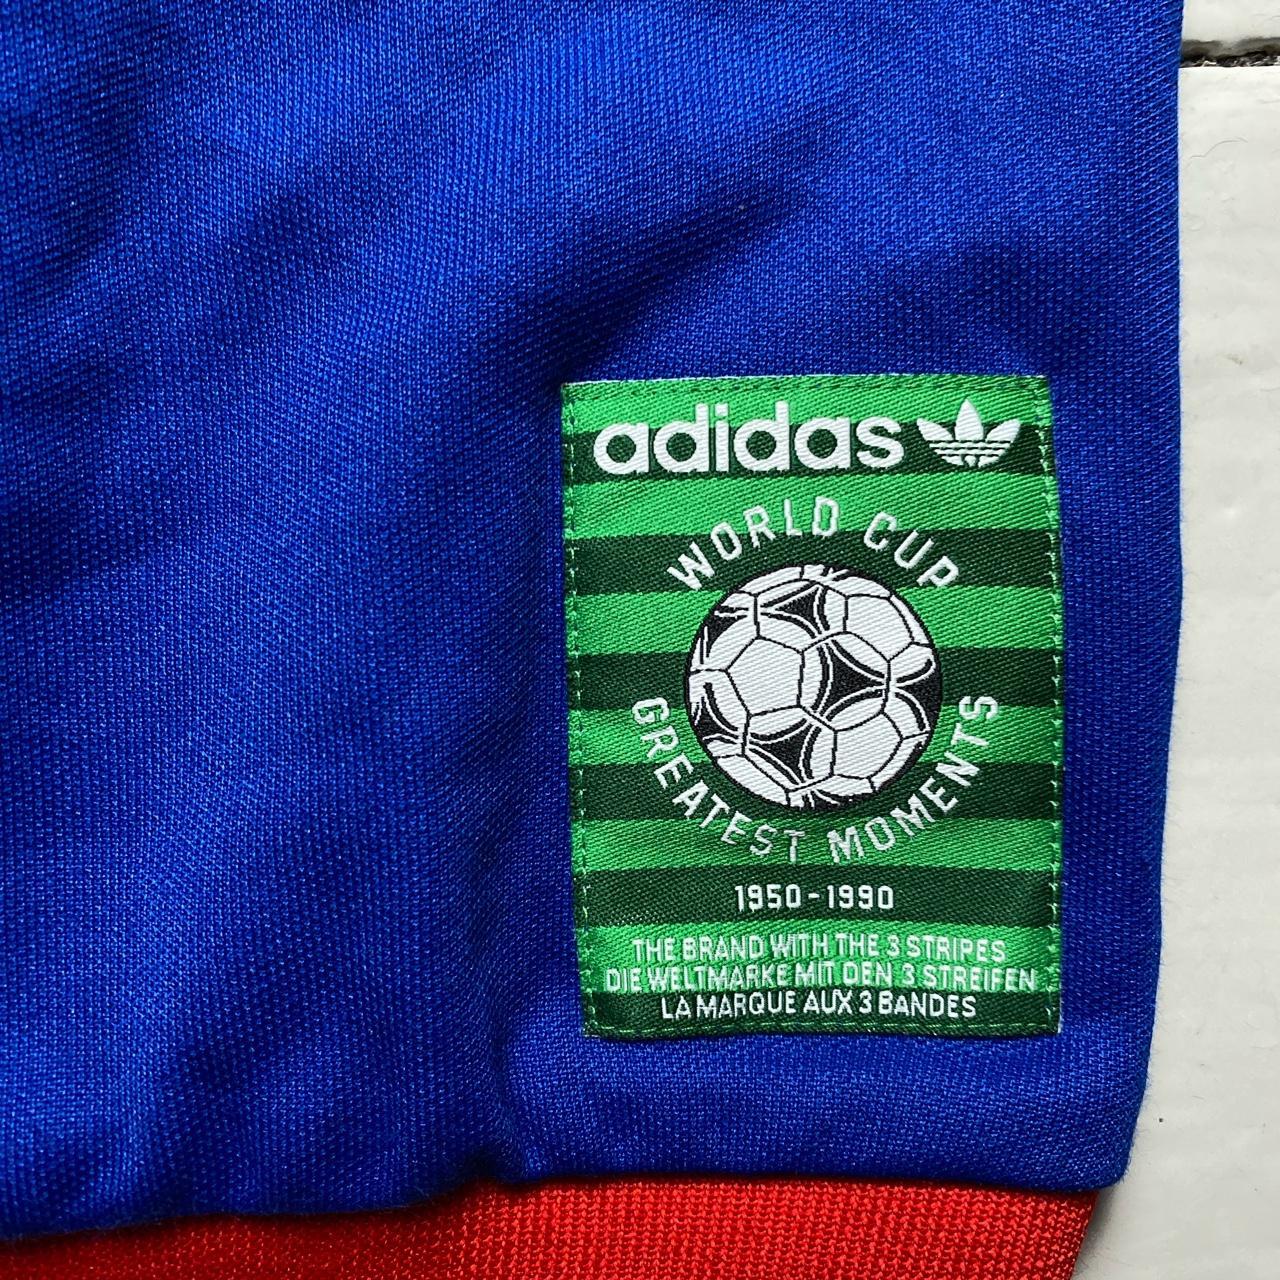 adidas
WORLD CUP
GREATEST MOMENTS
1950-1990
THE BRAND WITH THE 3 STRIPES
DIE WELTMARKE MIT DEN 3 STREIFEN
LA MARQUE AUX 3 BANDES